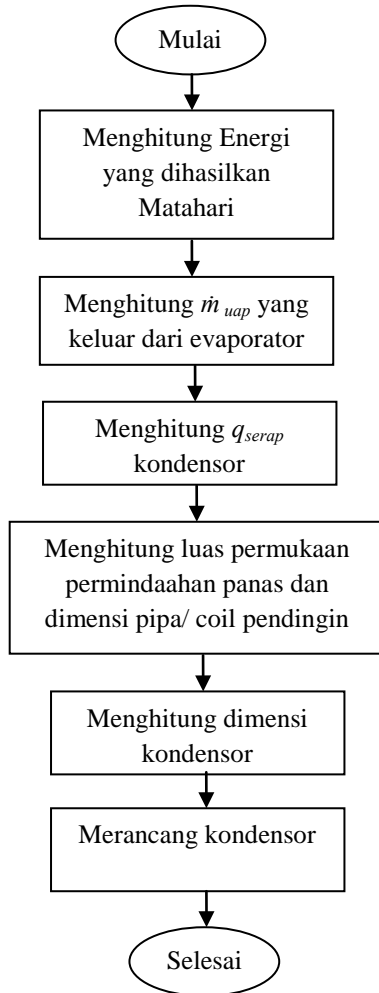 Mulai
Menghitung Energi
yang dihasilkan
Matahari
Menghitung ṁ uap yang
keluar dari evaporator
Menghitung qserap
kondensor
Menghitung luas permukaan
permindaahan panas dan
dimensi pipa/ coil pendingin
Menghitung dimensi
kondensor
Merancang kondensor
Selesai